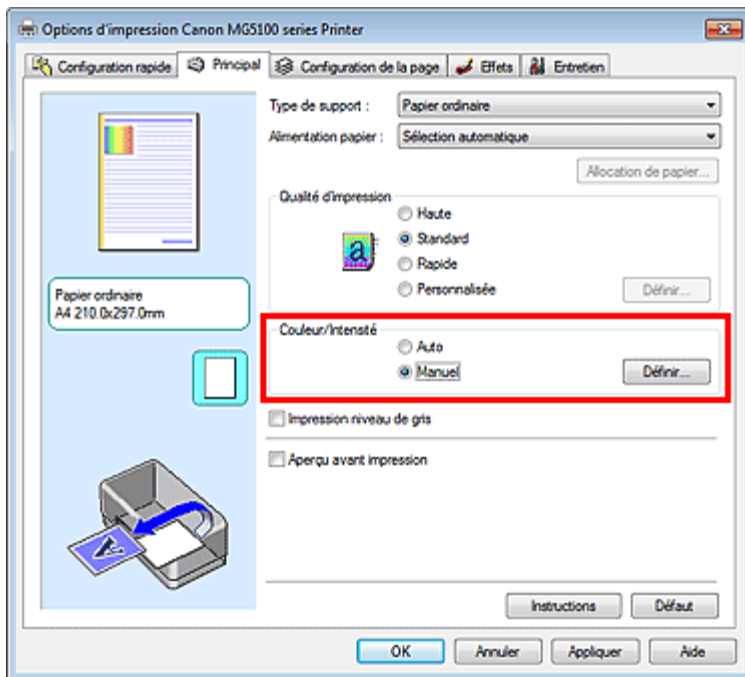 Options d'impression Canon MG5100 series Printer
Configuration rapide Principal Configuration de la page Effets Entretien
Type de support : Papier ordinaire
Alimentation papier : Sélection automatique
Allocation de papier...
Qualité d'impression
Haute
Standard
Rapide
Personnalisée Définir...
Papier ordinaire
A4 210.0x297.0mm
Couleur/Intensité
Auto
Manuel Définir...
Impression niveau de gris
Aperçu avant impression
Instructions Défaut
OK Annuler Appliquer Aide